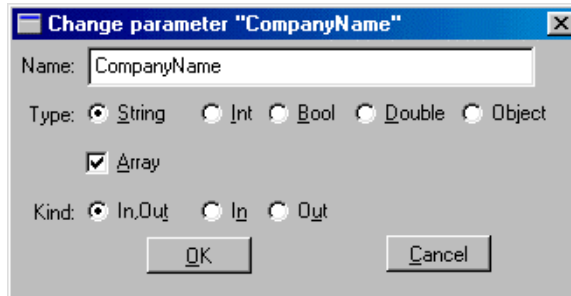 Change parameter "CompanyName"
Name: CompanyName
Type: String Int Bool Double Object
Array
Kind: In,Out In Out
OK Cancel